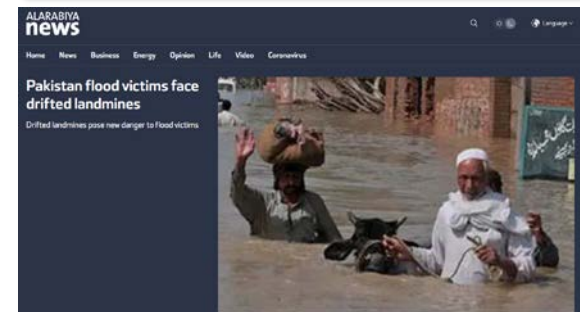 ALARABIYA
news
Language
Home News Business Energy Opinion Life Video Coronavirus
Pakistan flood victims face
drifted landmines
Drifted landmines pose new danger to flood victims